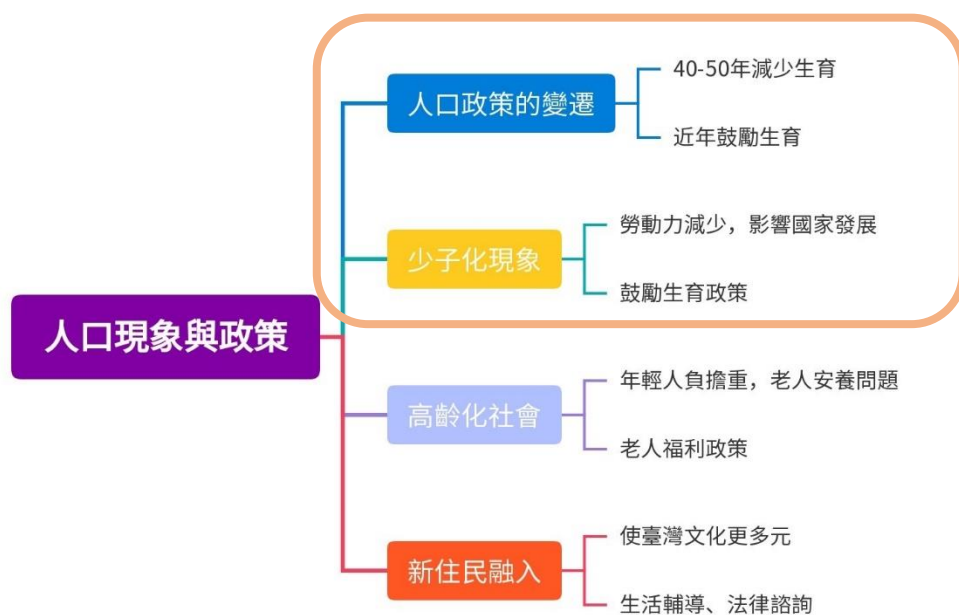 人口現象與政策
人口政策的變遷
40-50年減少生育
近年鼓勵生育
少子化現象
勞動力減少，影響國家發展
鼓勵生育政策
高齡化社會
年輕人負擔重，老人安養問題
老人福利政策
新住民融入
使臺灣文化更多元
生活輔導、法律諮詢